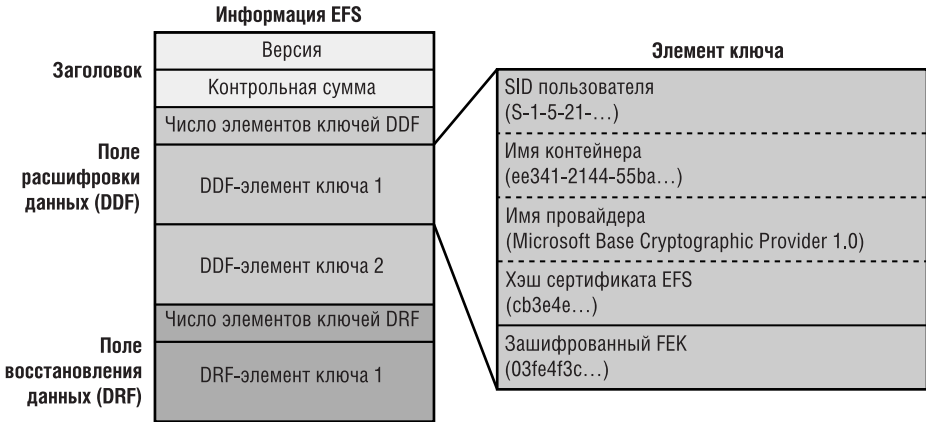 Информация EFS
Заголовок
Версия
Контрольная сумма
Поле
расшифровки
данных (DDF)
Число элементов ключей DDF
DDF-элемент ключа 1
DDF-элемент ключа 2
Поле
восстановления
данных (DRF)
Число элементов ключей DRF
DRF-элемент ключа 1
Элемент ключа
SID пользователя
(S-1-5-21-…)
Имя контейнера
(ee341-2144-55ba…)
Имя провайдера
(Microsoft Base Cryptographic Provider 1.0)
Хэш сертификата EFS
(cb3e4e…)
Зашифрованный FEK
(03fe4f3c…)